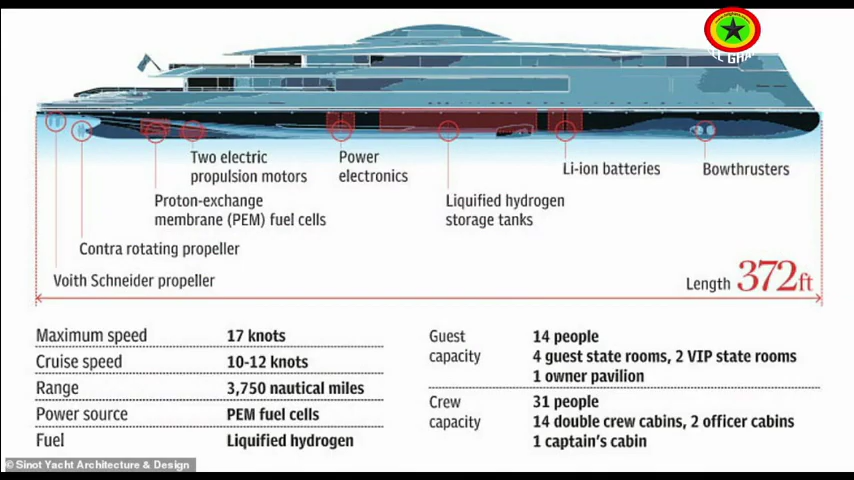 EL GRA
Two electric
propulsion motors
Power
electronics
Li-ion batteries
Bowthrusters
Proton-exchange
membrane (PEM) fuel cells
Liquified hydrogen
storage tanks
Contra rotating propeller
Voith Schneider propeller
Length 372ft
Maximum speed 17 knots
Cruise speed 10-12 knots
Range 3,750 nautical miles
Power source PEM fuel cells
Fuel Liquified hydrogen
Guest
capacity
14 people
4 guest state rooms, 2 VIP state rooms
1 owner pavilion
Crew
capacity
31 people
14 double crew cabins, 2 officer cabins
1 captain's cabin
© Sinot Yacht Architecture & Design